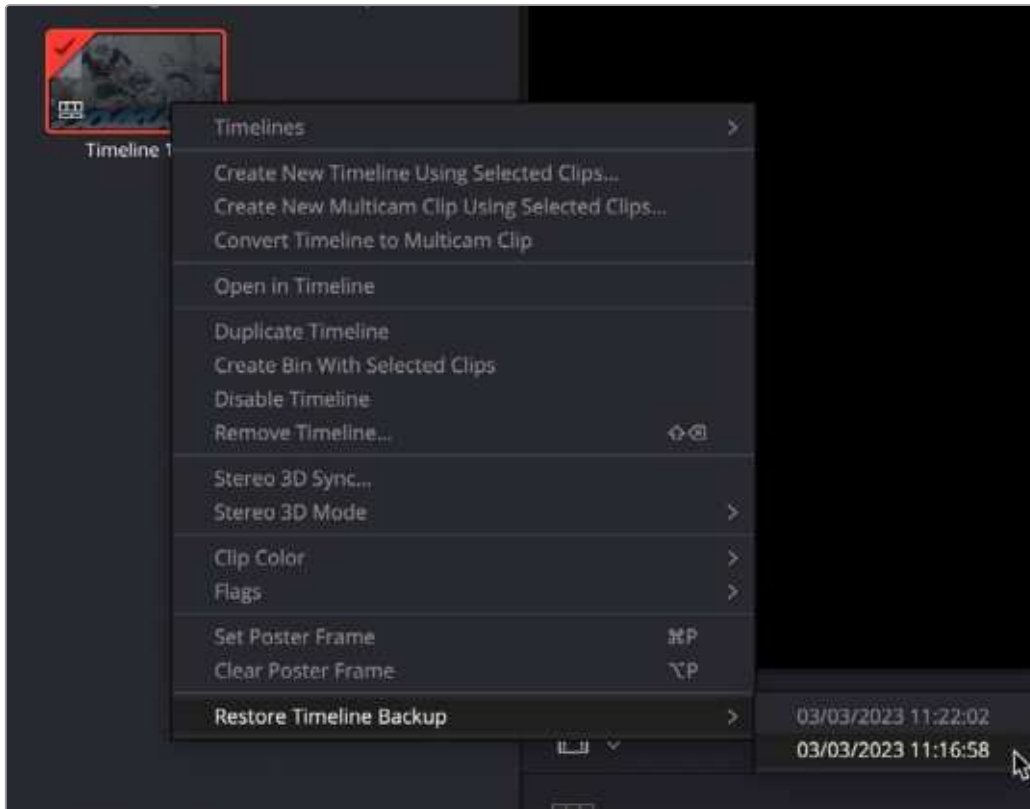 Timeline 1
Timelines >
Create New Timeline Using Selected Clips...
Create New Multicam Clip Using Selected Clips...
Convert Timeline to Multicam Clip
Open in Timeline
Duplicate Timeline
Create Bin With Selected Clips
Disable Timeline
Remove Timeline...
Stereo 3D Sync...
Stereo 3D Mode >
Clip Color >
Flags >
Set Poster Frame ⌘P
Clear Poster Frame ⌥P
Restore Timeline Backup >
03/03/2023 11:22:02
03/03/2023 11:16:58